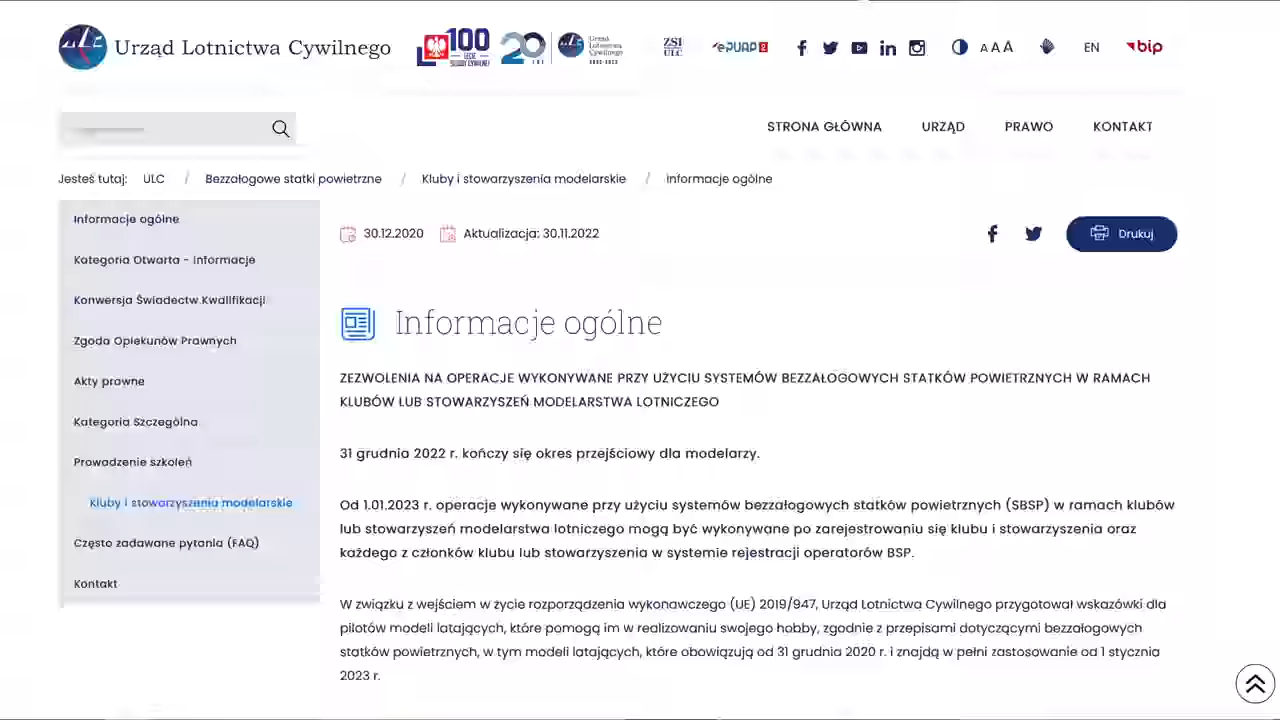 Urząd Lotnictwa Cywilnego
100
20
ZSI
ULC
ePUAP2
A A A
EN
bip
STRONA GŁÓWNA URZĄD PRAWO KONTAKT
Jesteś tutaj: ULC / Bezzałogowe statki powietrzne / Kluby i stowarzyszenia modelarskie / Informacje ogólne
Informacje ogólne
Kategoria Otwarta - Informacje
Konwersja Świadectw Kwalifikacji
Zgoda Opiekunów Prawnych
Akty prawne
Kategoria Szczególna
Prowadzenie szkoleń
Kluby i stowarzyszenia modelarskie
Często zadawane pytania (FAQ)
Kontakt
30.12.2020 Aktualizacja: 30.11.2022
Drukuj
Informacje ogólne
ZEZWOLENIA NA OPERACJE WYKONYWANE PRZY UŻYCIU SYSTEMÓW BEZZAŁOGOWYCH STATKÓW POWIETRZNYCH W RAMACH
KLUBÓW LUB STOWARZYSZEŃ MODELARSTWA LOTNICZEGO
31 grudnia 2022 r. kończy się okres przejściowy dla modelarzy.
Od 1.01.2023 r. operacje wykonywane przy użyciu systemów bezzałogowych statków powietrznych (SBSP) w ramach klubów
lub stowarzyszeń modelarstwa lotniczego mogą być wykonywane po zarejestrowaniu się klubu i stowarzyszenia oraz
każdego z członków klubu lub stowarzyszenia w systemie rejestracji operatorów BSP.
W związku z wejściem w życie rozporządzenia wykonawczego (UE) 2019/947, Urząd Lotnictwa Cywilnego przygotował wskazówki dla
pilotów modeli latających, które pomogą im w realizowaniu swojego hobby, zgodnie z przepisami dotyczącymi bezzałogowych
statków powietrznych, w tym modeli latających, które obowiązują od 31 grudnia 2020 r. i znajdą w pełni zastosowanie od 1 stycznia
2023 r.